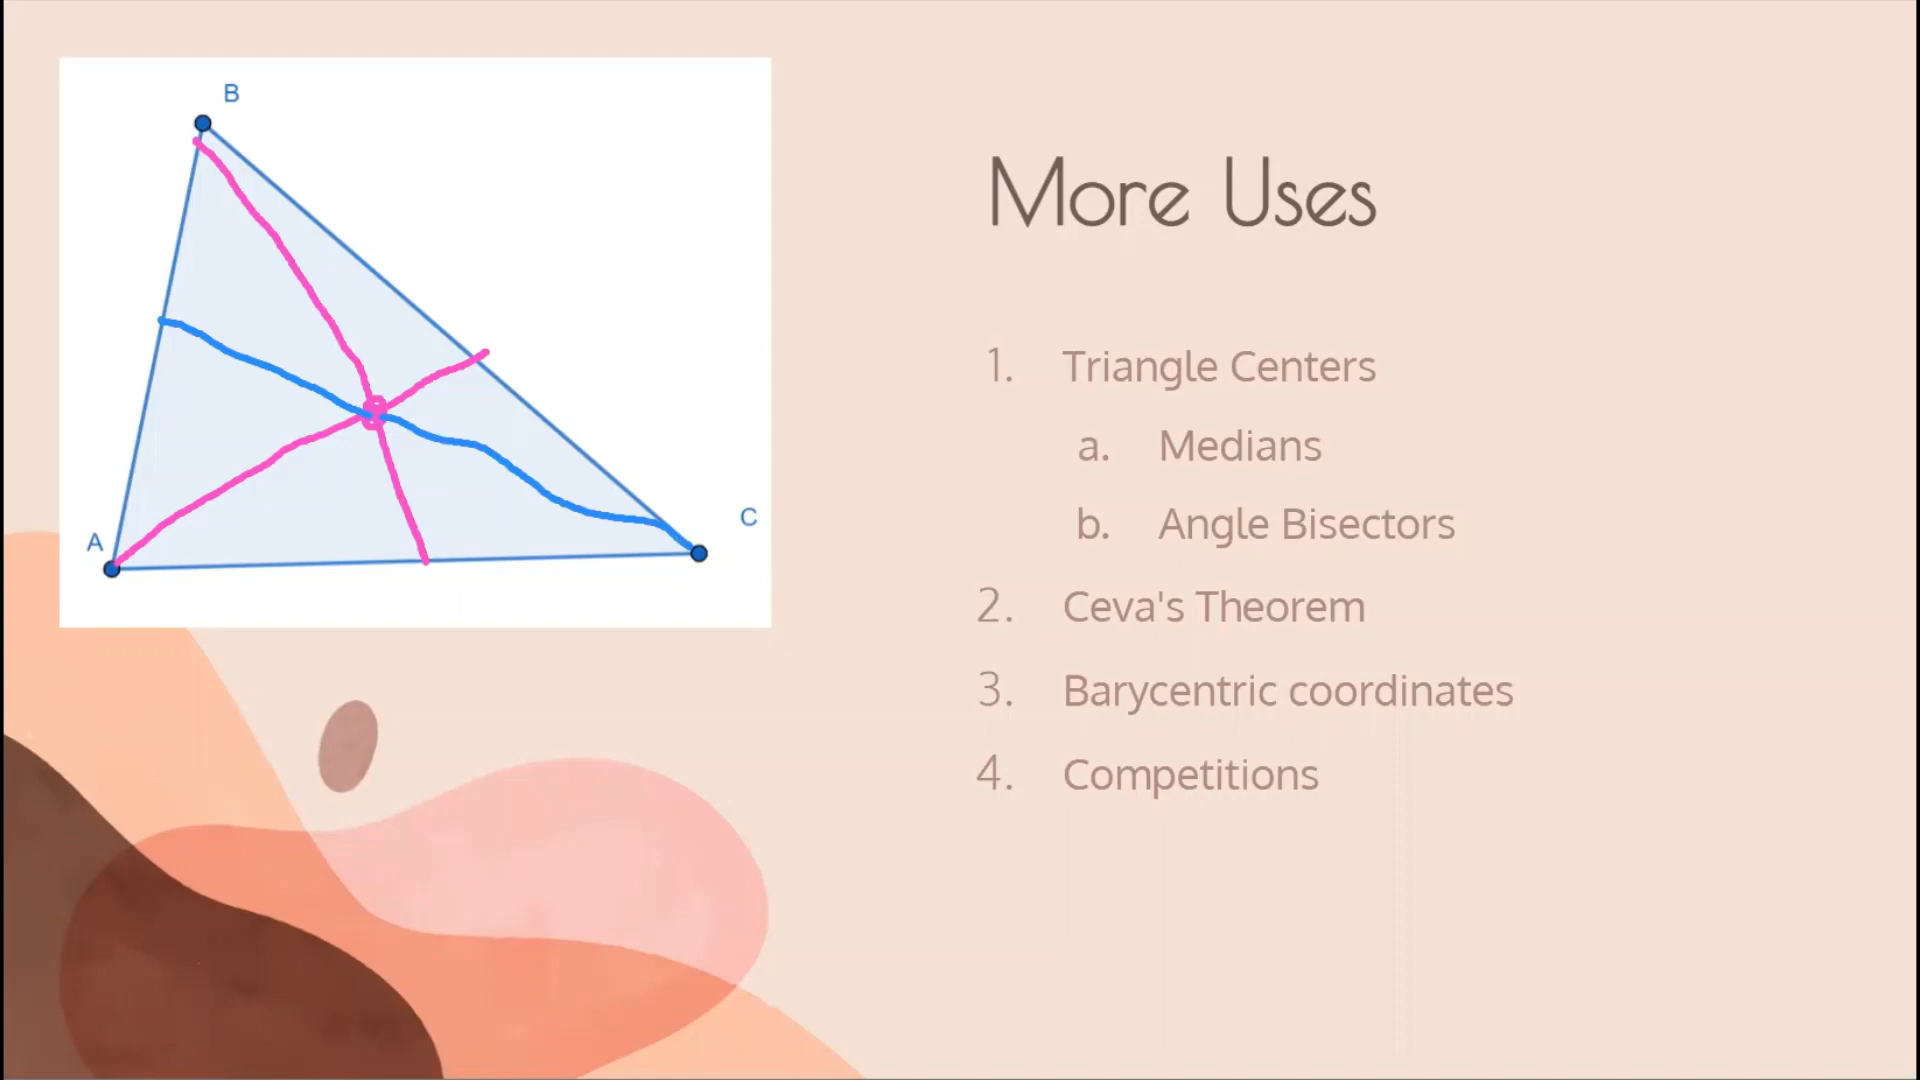 B
A
C
More Uses
1. Triangle Centers
a. Medians
b. Angle Bisectors
2. Ceva's Theorem
3. Barycentric coordinates
4. Competitions